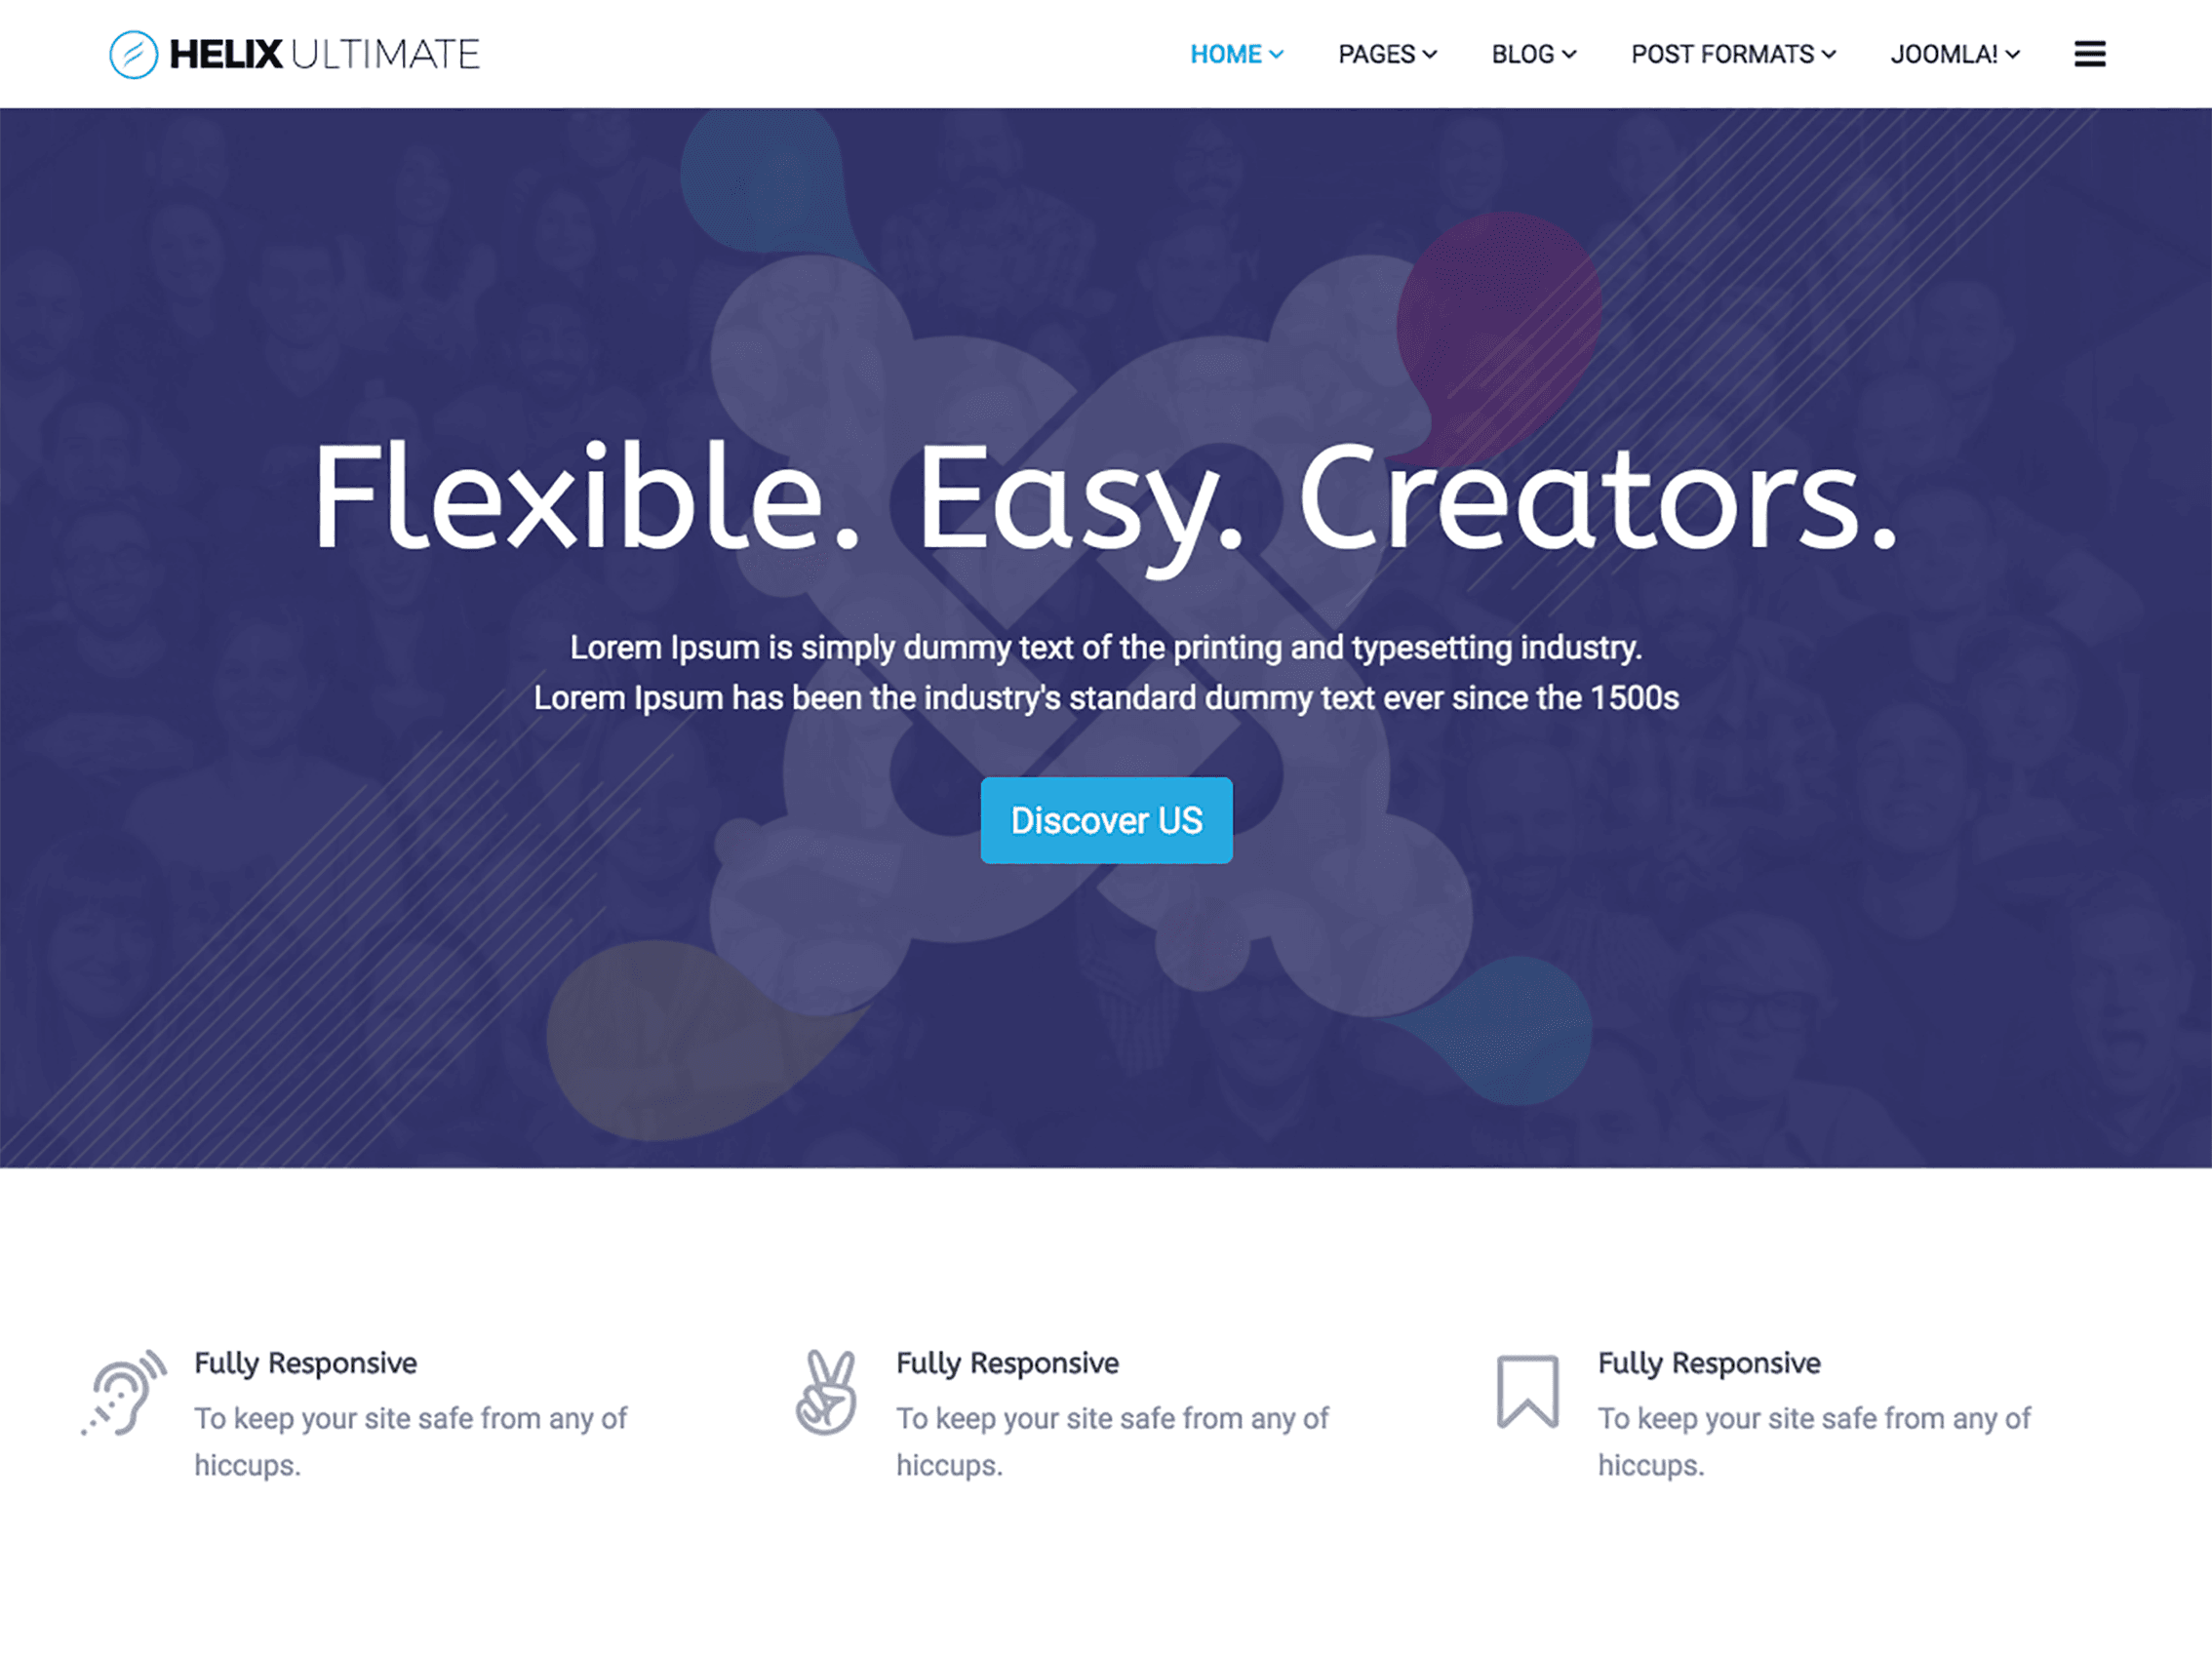 HELIX ULTIMATE
HOME
PAGES
BLOG
POST FORMATS
JOOMLA!
Flexible. Easy. Creators.
Lorem Ipsum is simply dummy text of the printing and typesetting industry.
Lorem Ipsum has been the industry's standard dummy text ever since the 1500s
Discover US
Fully Responsive
To keep your site safe from any of
hiccups.
Fully Responsive
To keep your site safe from any of
hiccups.
Fully Responsive
To keep your site safe from any of
hiccups.